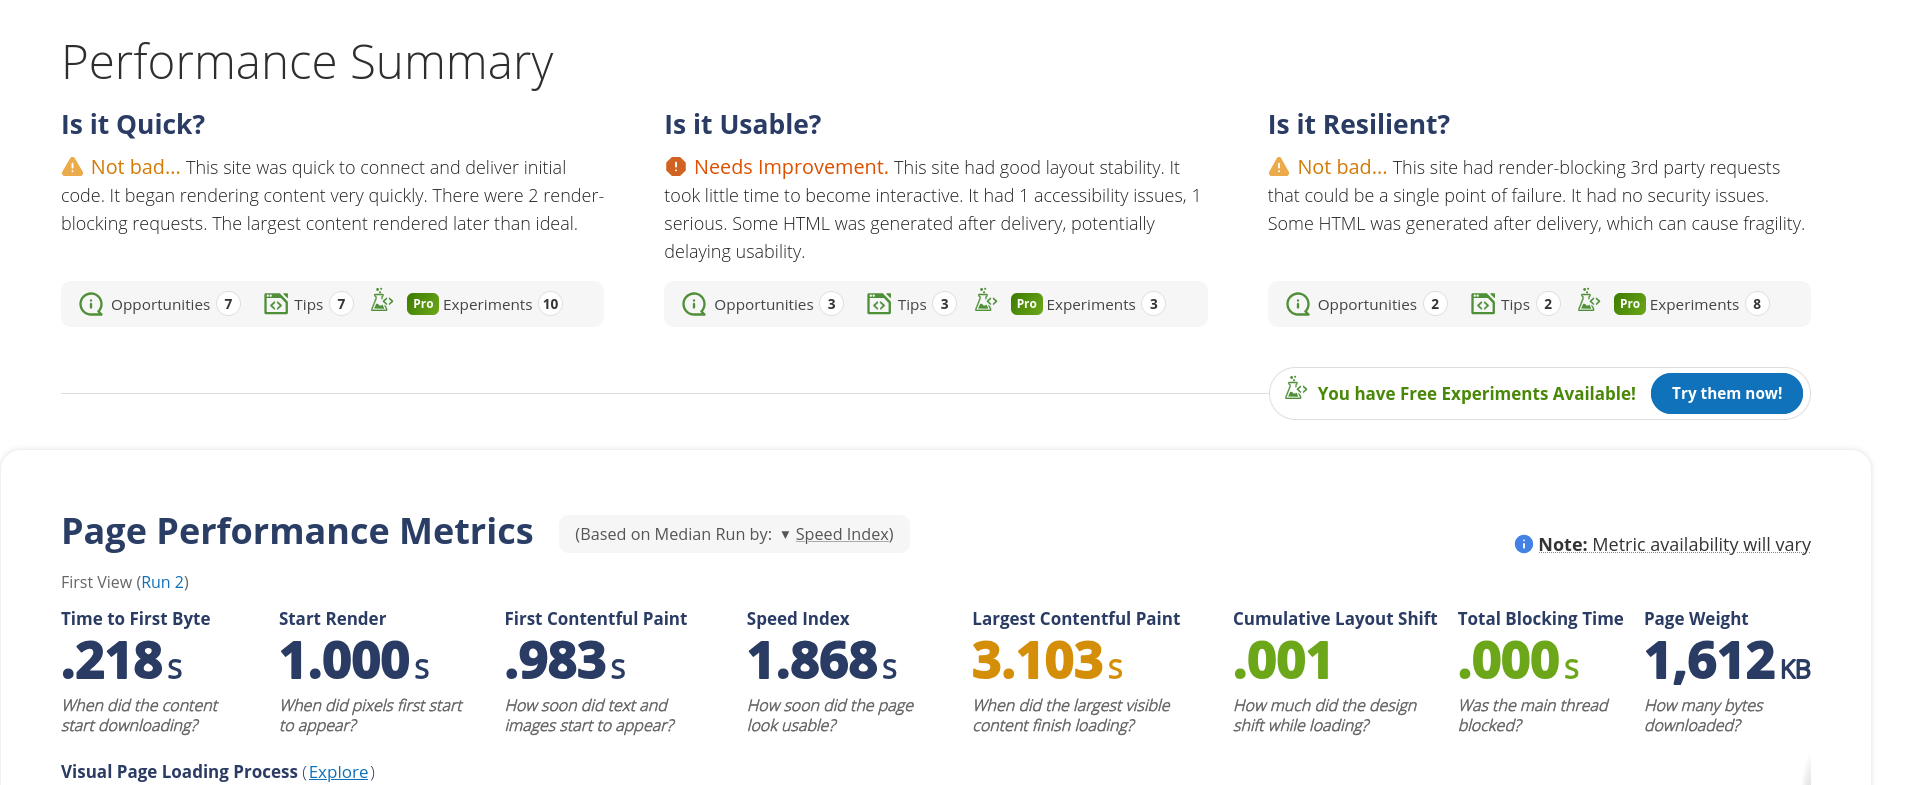 Performance Summary
Is it Quick?
Not bad... This site was quick to connect and deliver initial
code. It began rendering content very quickly. There were 2 render-
blocking requests. The largest content rendered later than ideal.
Opportunities 7 Tips 7 Pro Experiments 10
Is it Usable?
Needs Improvement. This site had good layout stability. It
took little time to become interactive. It had 1 accessibility issues, 1
serious. Some HTML was generated after delivery, potentially
delaying usability.
Opportunities 3 Tips 3 Pro Experiments 3
Is it Resilient?
Not bad... This site had render-blocking 3rd party requests
that could be a single point of failure. It had no security issues.
Some HTML was generated after delivery, which can cause fragility.
Opportunities 2 Tips 2 Pro Experiments 8
You have Free Experiments Available! Try them now!
Page Performance Metrics (Based on Median Run by: ▼ Speed Index)
Note: Metric availability will vary
First View (Run 2)
Time to First Byte
.218 s
When did the content
start downloading?
Start Render
1.000 s
When did pixels first start
to appear?
First Contentful Paint
.983 s
How soon did text and
images start to appear?
Speed Index
1.868 s
How soon did the page
look usable?
Largest Contentful Paint
3.103 s
When did the largest visible
content finish loading?
Cumulative Layout Shift
.001
How much did the design
shift while loading?
Total Blocking Time
.000 s
Was the main thread
blocked?
Page Weight
1,612 KB
How many bytes
downloaded?
Visual Page Loading Process (Explore)